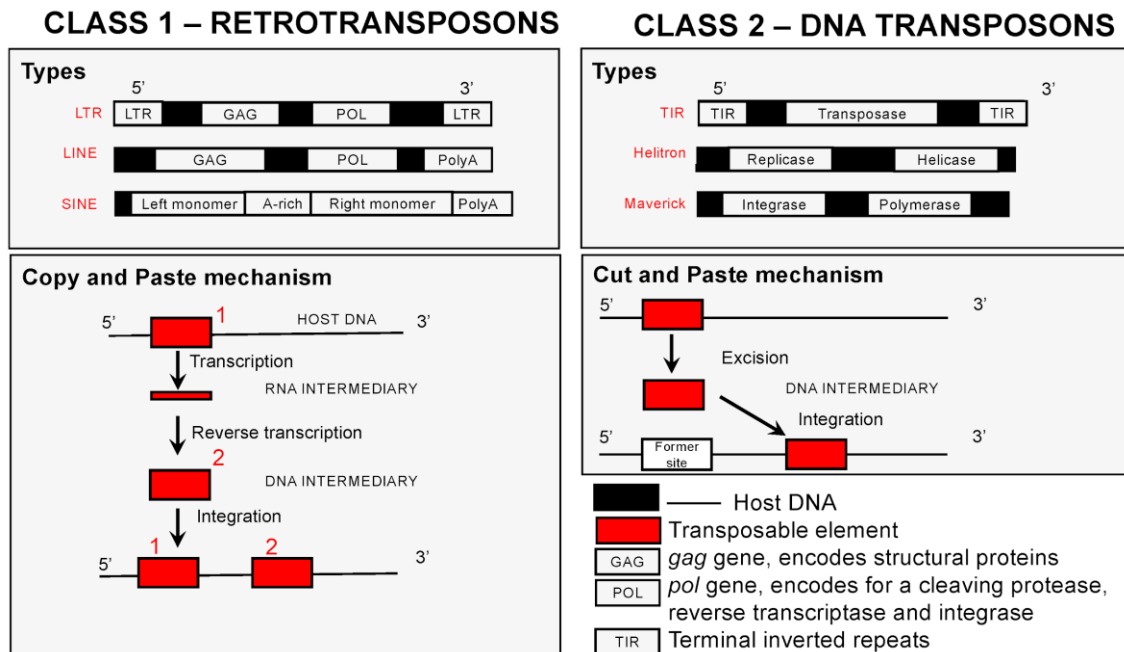 CLASS 1 – RETROTRANSPOSONS
Types
5’ 3’
LTR LTR GAG POL LTR
LINE GAG POL PolyA
SINE Left monomer A-rich Right monomer PolyA
Copy and Paste mechanism
5’ 1 HOST DNA 3’
Transcription
RNA INTERMEDIARY
Reverse transcription
2
DNA INTERMEDIARY
Integration
5’ 1 2 3’
CLASS 2 – DNA TRANSPOSONS
Types
5’ 3’
TIR TIR Transposase TIR
Helitron Replicase Helicase
Maverick Integrase Polymerase
Cut and Paste mechanism
5’ 3’
Excision
DNA INTERMEDIARY
Integration
5’ Former 3’
site
Host DNA
Transposable element
GAG gag gene, encodes structural proteins
POL pol gene, encodes for a cleaving protease,
reverse transcriptase and integrase
TIR Terminal inverted repeats